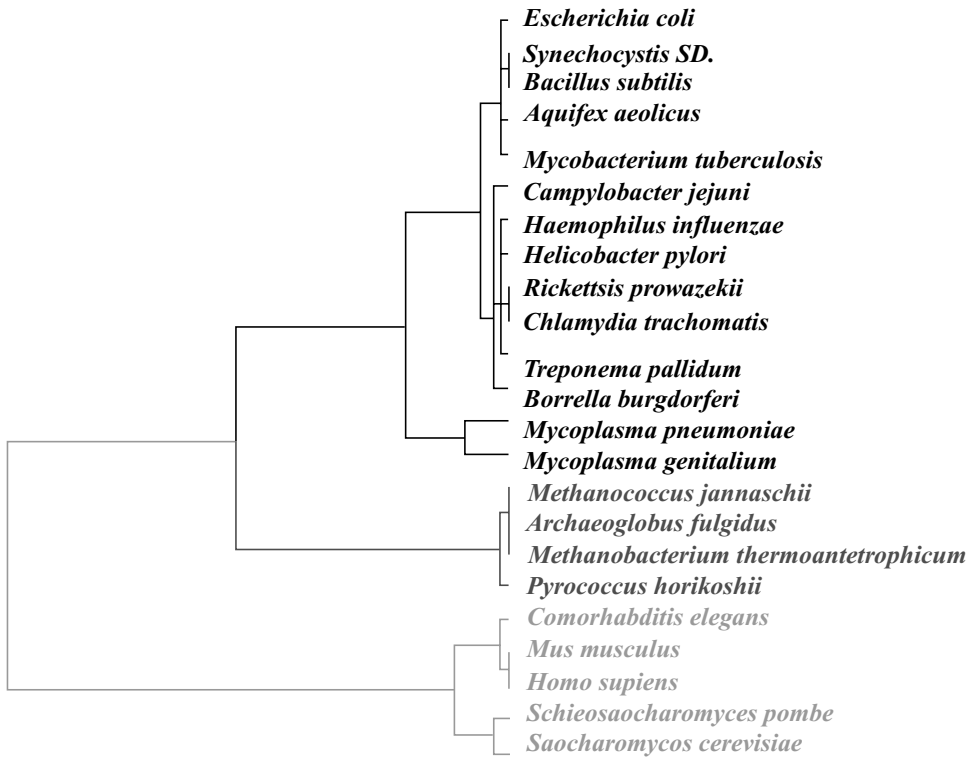 Escherichia coli
Synechocystis SD.
Bacillus subtilis
Aquifex aeolicus
Mycobacterium tuberculosis
Campylobacter jejuni
Haemophilus influenzae
Helicobacter pylori
Rickettsis prowazekii
Chlamydia trachomatis
Treponema pallidum
Borrella burgdorferi
Mycoplasma pneumoniae
Mycoplasma genitalium
Methanococcus jannaschii
Archaeoglobus fulgidus
Methanobacterium thermoantetrophicum
Pyrococcus horikoshii
Comorhabditis elegans
Mus musculus
Homo supiens
Schieosaocharomyces pombe
Saocharomycos cerevisiae